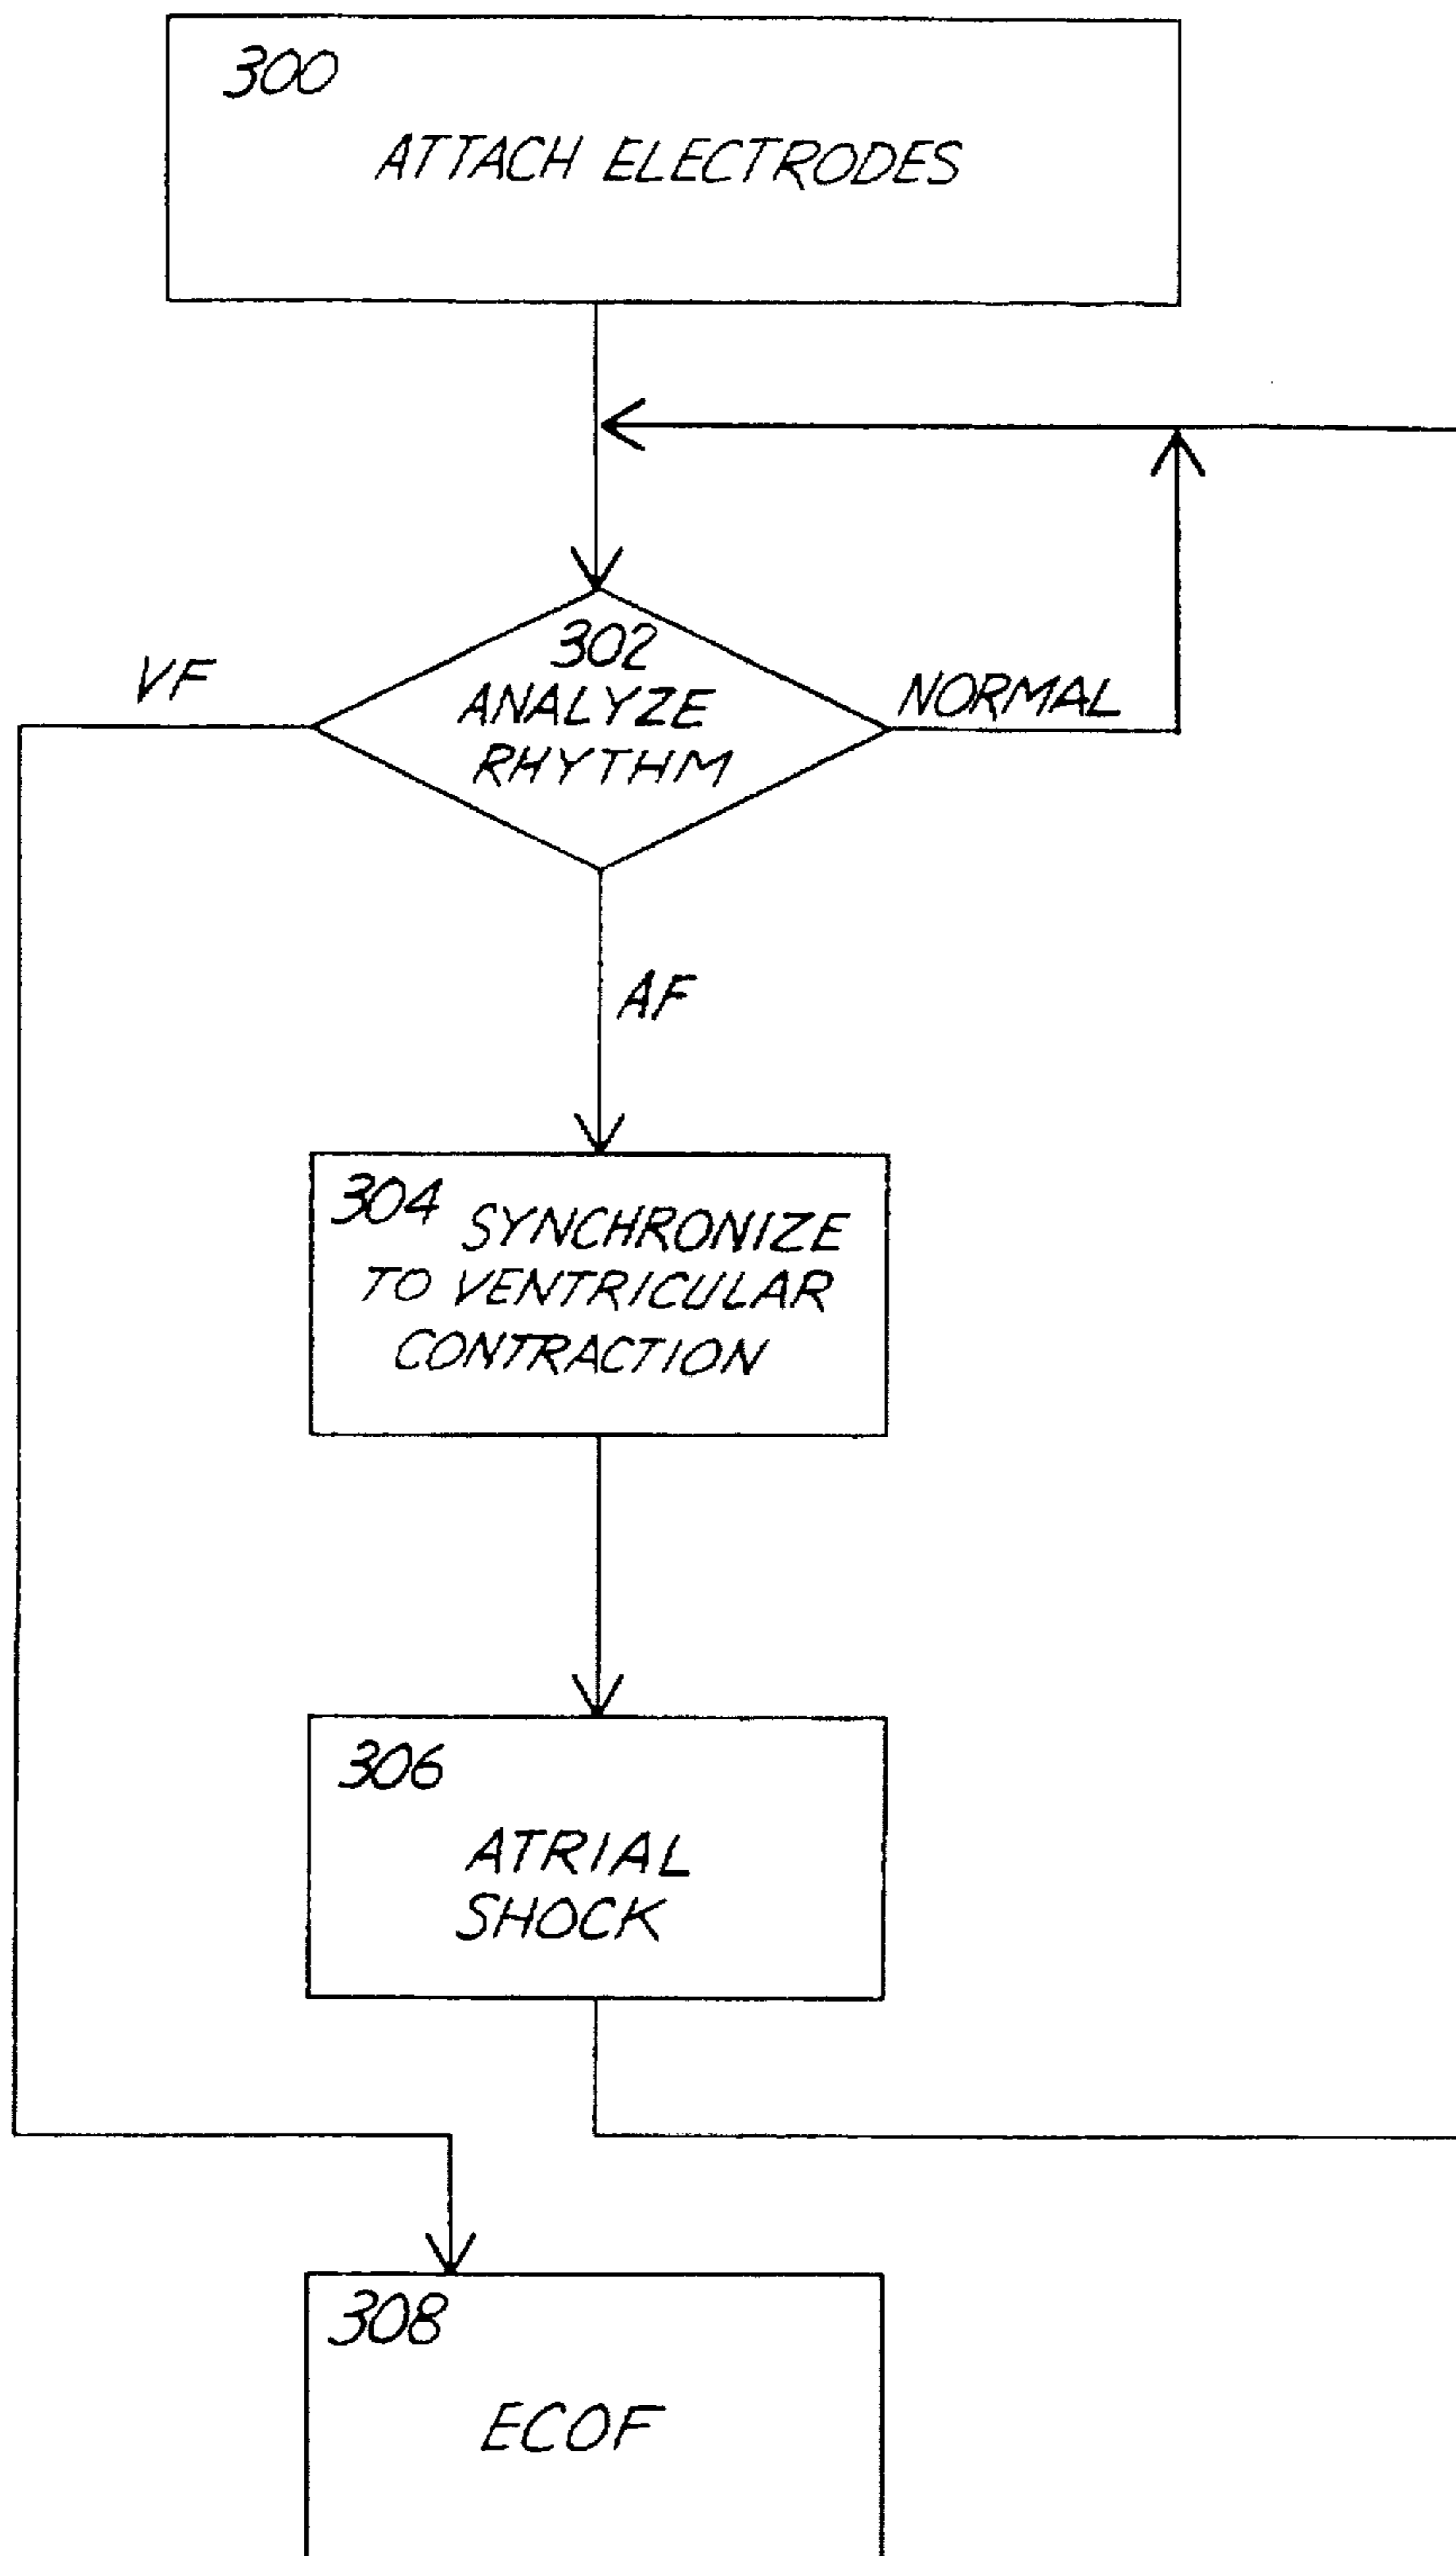 300
ATTACH ELECTRODES
302
ANALYZE
RHYTHM
VF
NORMAL
AF
304 SYNCHRONIZE
TO VENTRICULAR
CONTRACTION
306
ATRIAL
SHOCK
308
ECOF